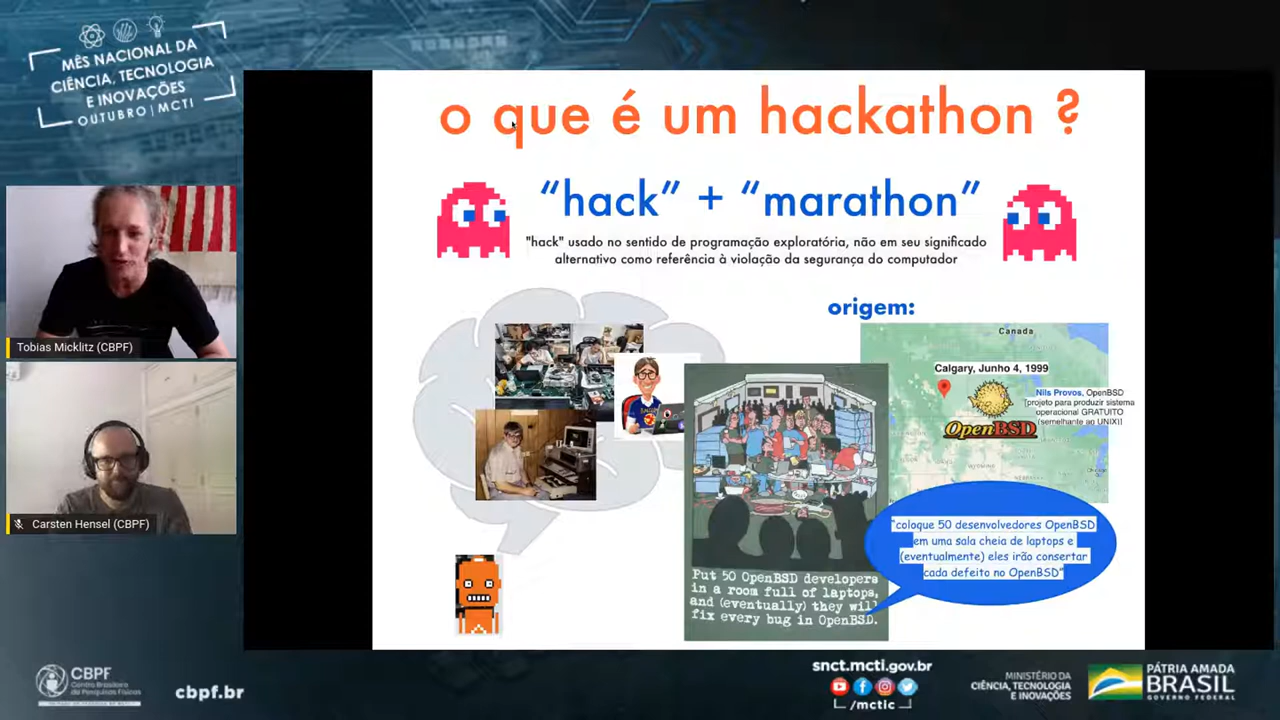 MÊS NACIONAL DA
CIÊNCIA, TECNOLOGIA
E INOVAÇÕES
OUTUBRO | MCTI
o que é um hackathon ?
“hack” + “marathon”
"hack" usado no sentido de programação exploratória, não em seu significado
alternativo como referência à violação da segurança do computador
origem:
Canada
Calgary, Junho 4, 1999
Nils Provos, OpenBSD
[projeto para produzir sistema
operacional GRATUITO
(semelhante ao UNIX)]
OpenBSD
WYOMING
“coloque 50 desenvolvedores OpenBSD
em uma sala cheia de laptops e
(eventualmente) eles irão consertar
cada defeito no OpenBSD”
Put 50 OpenBSD developers
in a room full of laptops,
and (eventually) they will
fix every bug in OpenBSD.
Tobias Micklitz (CBPF)
Carsten Hensel (CBPF)
CBPF
Centro Brasileiro
de Pesquisas Físicas
cbpf.br
snct.mcti.gov.br
/mctic
MINISTÉRIO DA
CIÊNCIA, TECNOLOGIA
E INOVAÇÕES
PÁTRIA AMADA
BRASIL
GOVERNO FEDERAL